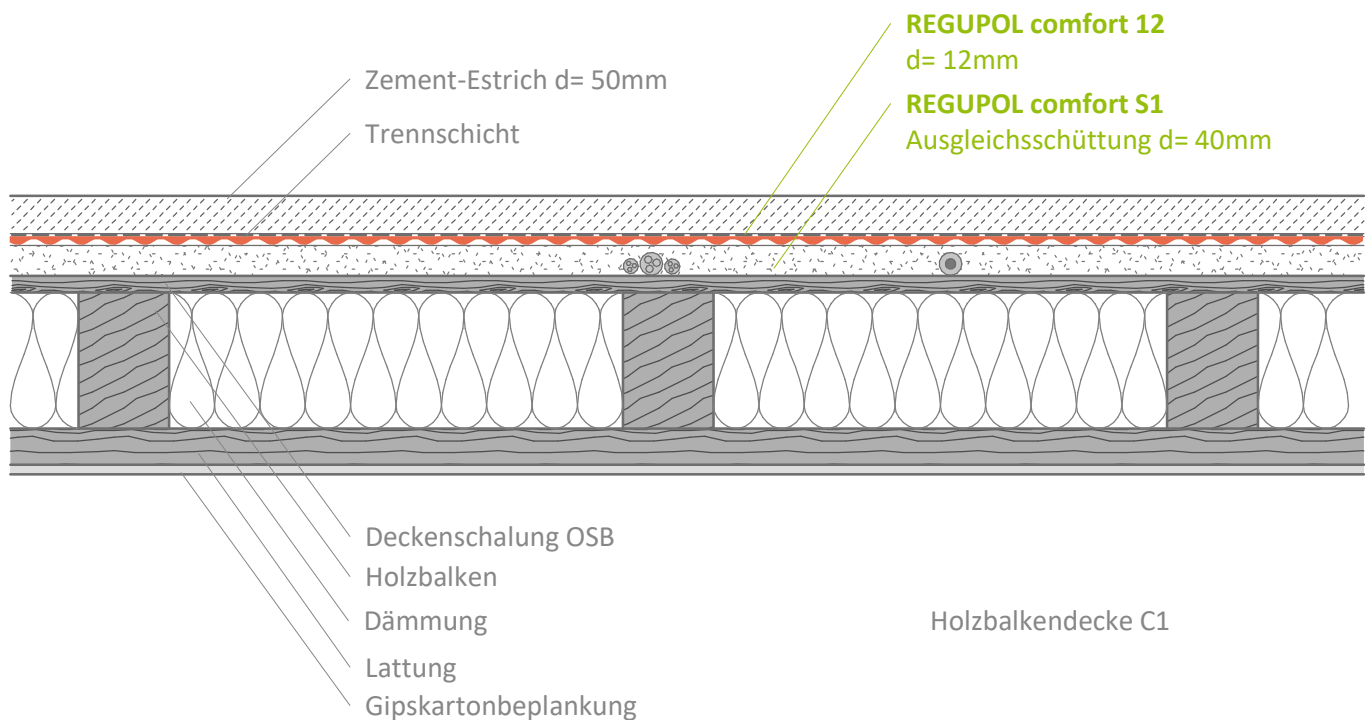 REGUPOL comfort 12
d= 12mm
Zement-Estrich d= 50mm
REGUPOL comfort S1
Trennschicht
Ausgleichsschüttung d= 40mm
Deckenschalung OSB
Holzbalken
Dämmung
Holzbalkendecke C1
Lattung
Gipskartonbeplankung